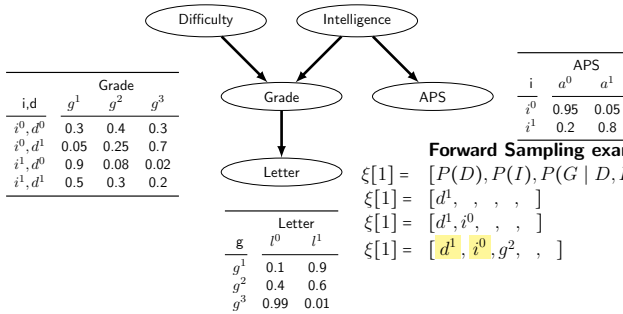 Difficulty
Intelligence
Grade
APS
Letter
Grade
i,d g¹ g² g³
i⁰, d⁰ 0.3 0.4 0.3
i⁰, d¹ 0.05 0.25 0.7
i¹, d⁰ 0.9 0.08 0.02
i¹, d¹ 0.5 0.3 0.2
APS
i a⁰ a¹
i⁰ 0.95 0.05
i¹ 0.2 0.8
Letter
g l⁰ l¹
g¹ 0.1 0.9
g² 0.4 0.6
g³ 0.99 0.01
Forward Sampling exa
ξ[1] = [P(D), P(I), P(G | D,
ξ[1] = [d¹, , , , ]
ξ[1] = [d¹, i⁰, , , ]
ξ[1] = [d¹, i⁰, g², , ]